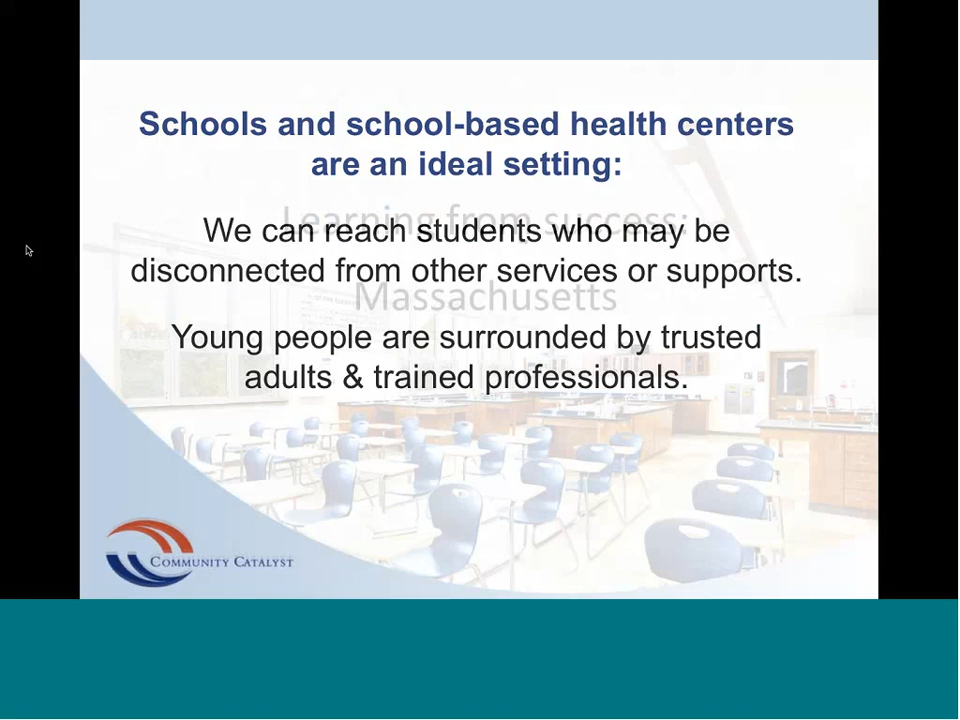 Schools and school-based health centers
are an ideal setting:
Learning from success:
We can reach students who may be
disconnected from other services or supports.
Massachusetts
Young people are surrounded by trusted
adults & trained professionals.
COMMUNITY CATALYST